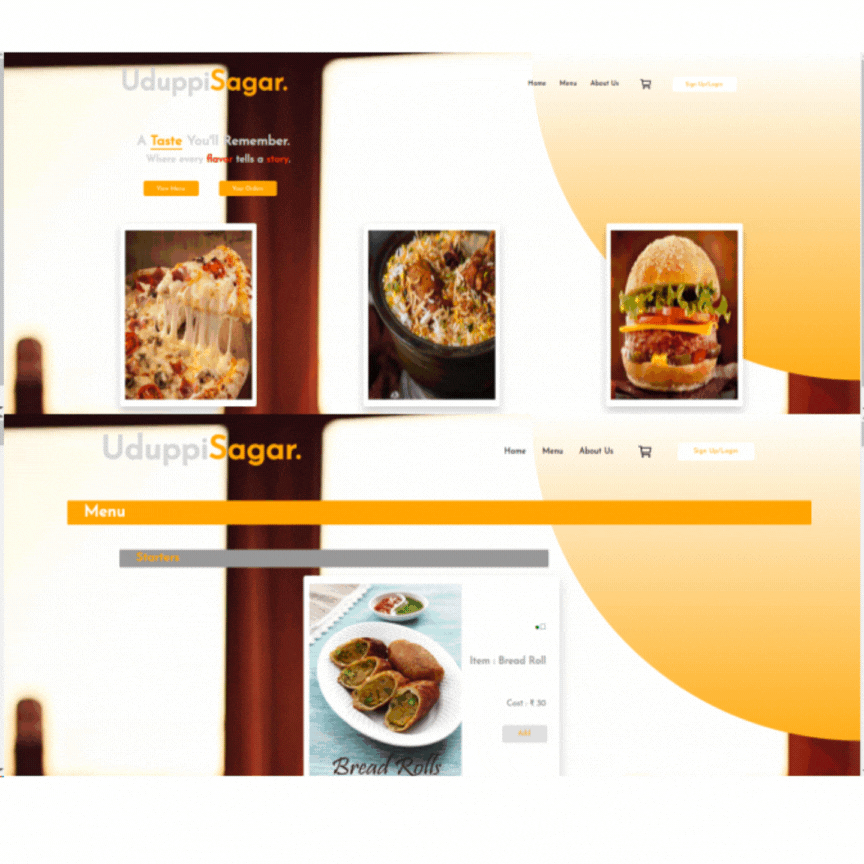 UduppiSagar.
Home Menu About Us Sign Up/Login
A Taste You'll Remember.
Where every flavor tells a story.
View Menu Your Orders
UduppiSagar.
Home Menu About Us Sign Up/Login
Menu
Starters
Item : Bread Roll
Cost - ₹ 30
Add
Bread Rolls